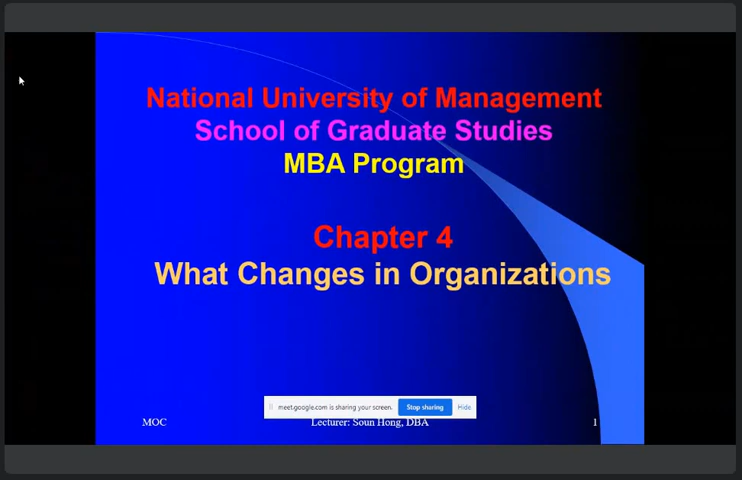 National University of Management
School of Graduate Studies
MBA Program
Chapter 4
What Changes in Organizations
meet.google.com is sharing your screen. Stop sharing Hide
MOC Lecturer: Soun Hong, DBA 1